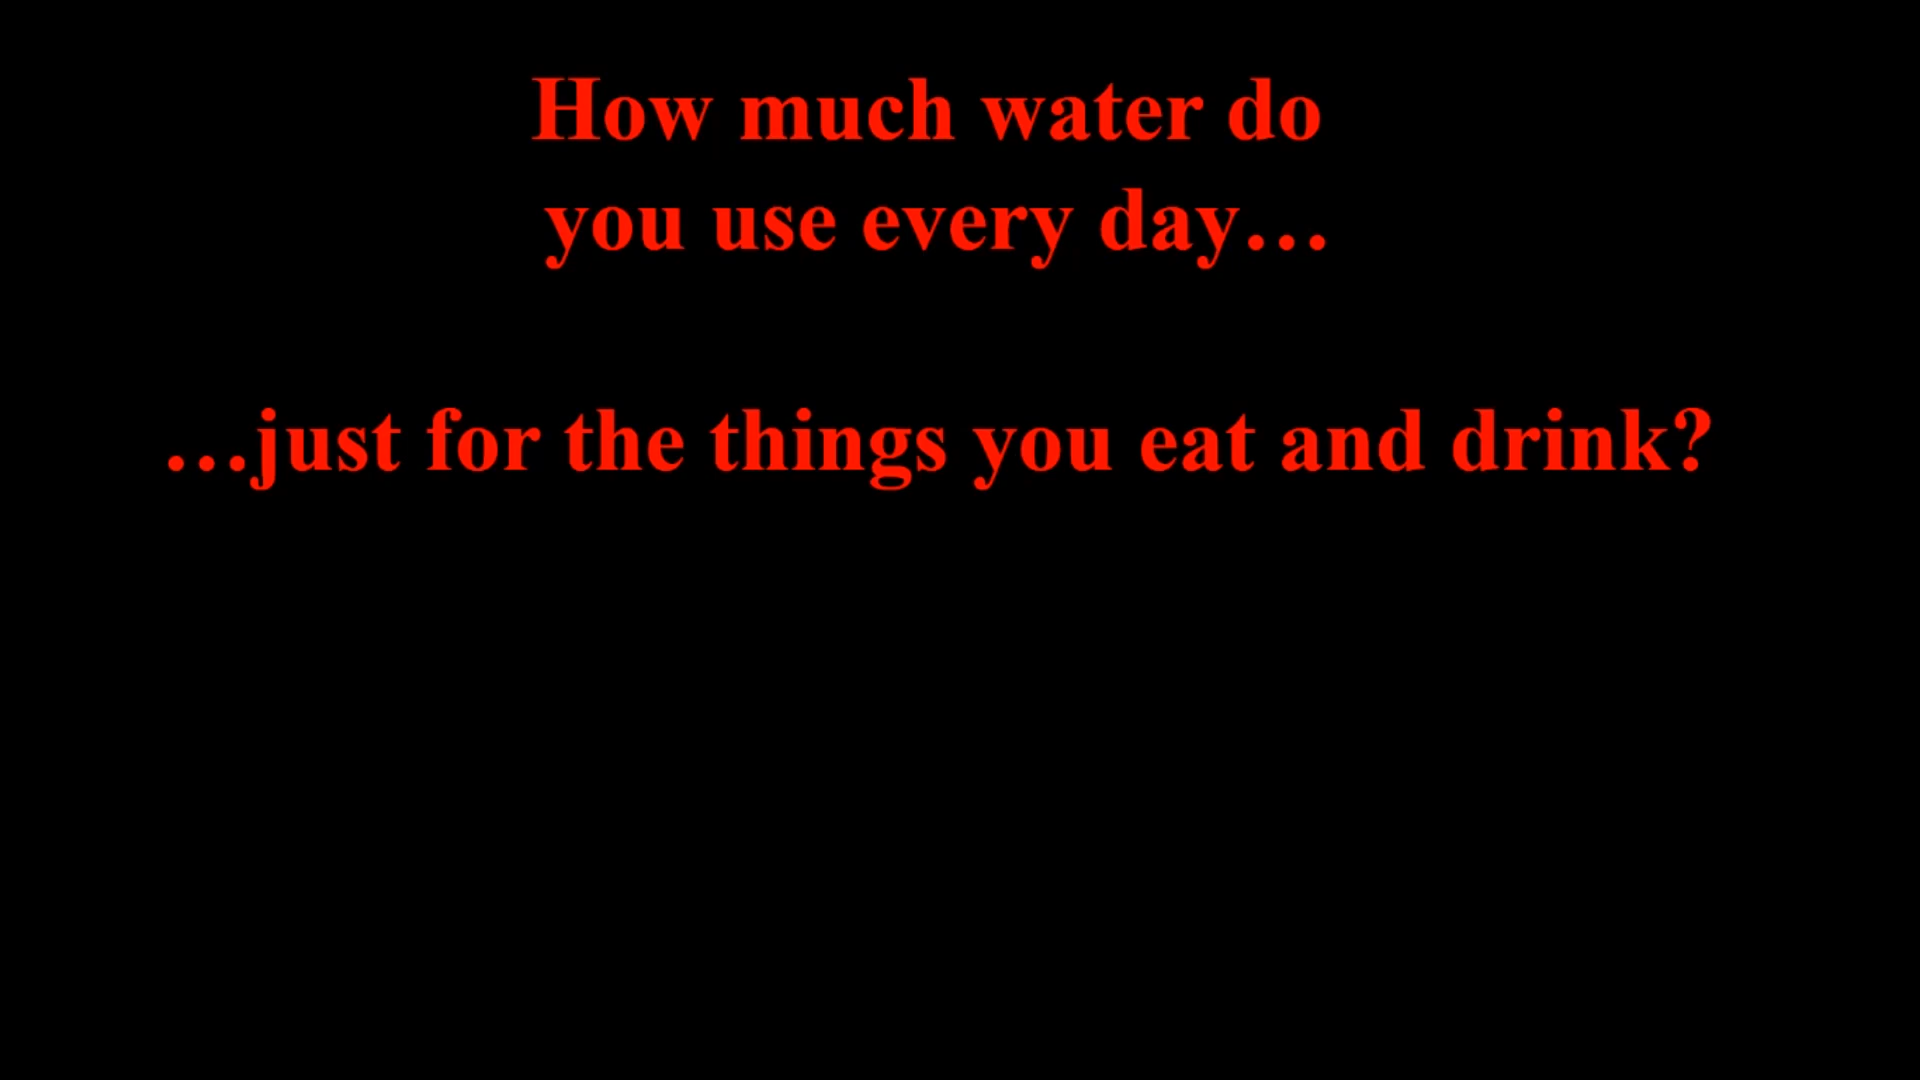 How much water do
you use every day…
…just for the things you eat and drink?